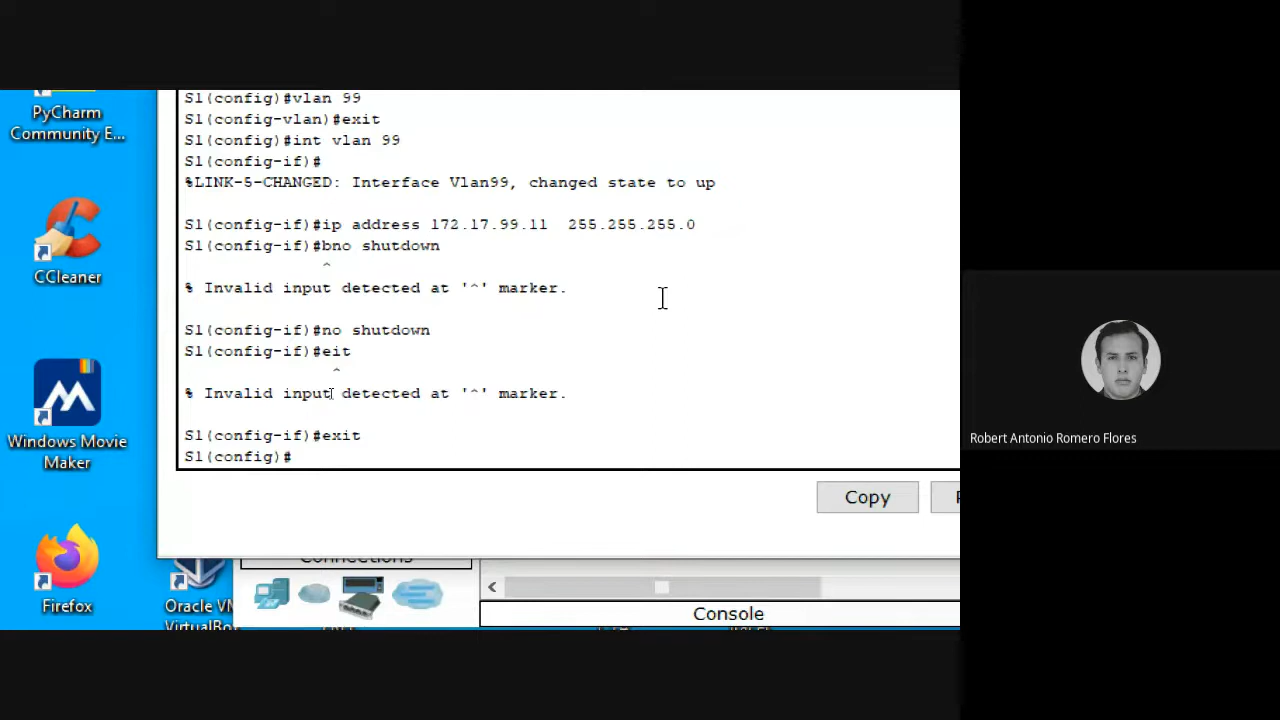 PyCharm
Community E...
CCleaner
Windows Movie
Maker
Firefox
Oracle VM
VirtualBo
S1(config)#vlan 99
S1(config-vlan)#exit
S1(config)#int vlan 99
S1(config-if)#
%LINK-5-CHANGED: Interface Vlan99, changed state to up
S1(config-if)#ip address 172.17.99.11  255.255.255.0
S1(config-if)#bno shutdown
^
% Invalid input detected at '^' marker.
S1(config-if)#no shutdown
S1(config-if)#eit
^
% Invalid input detected at '^' marker.
S1(config-if)#exit
S1(config)#
Copy
Connections
<
Console
Robert Antonio Romero Flores